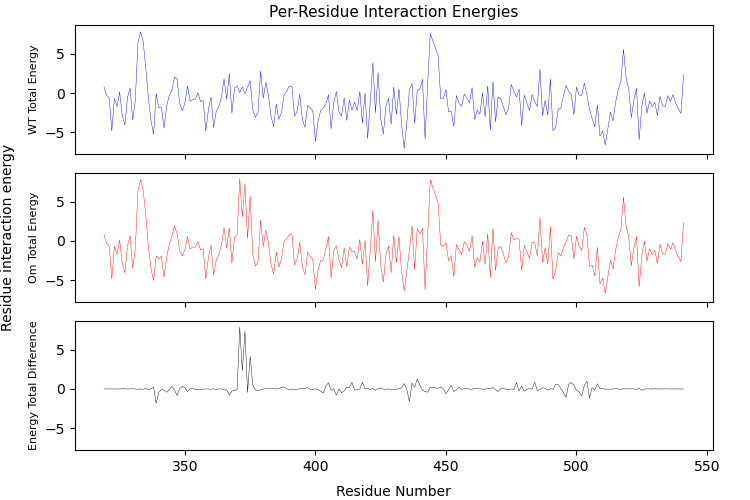 Per-Residue Interaction Energies
Residue interaction energy
WT Total Energy
5
0
−5
Om Total Energy
5
0
−5
Energy Total Difference
5
0
−5
350 400 450 500 550
Residue Number